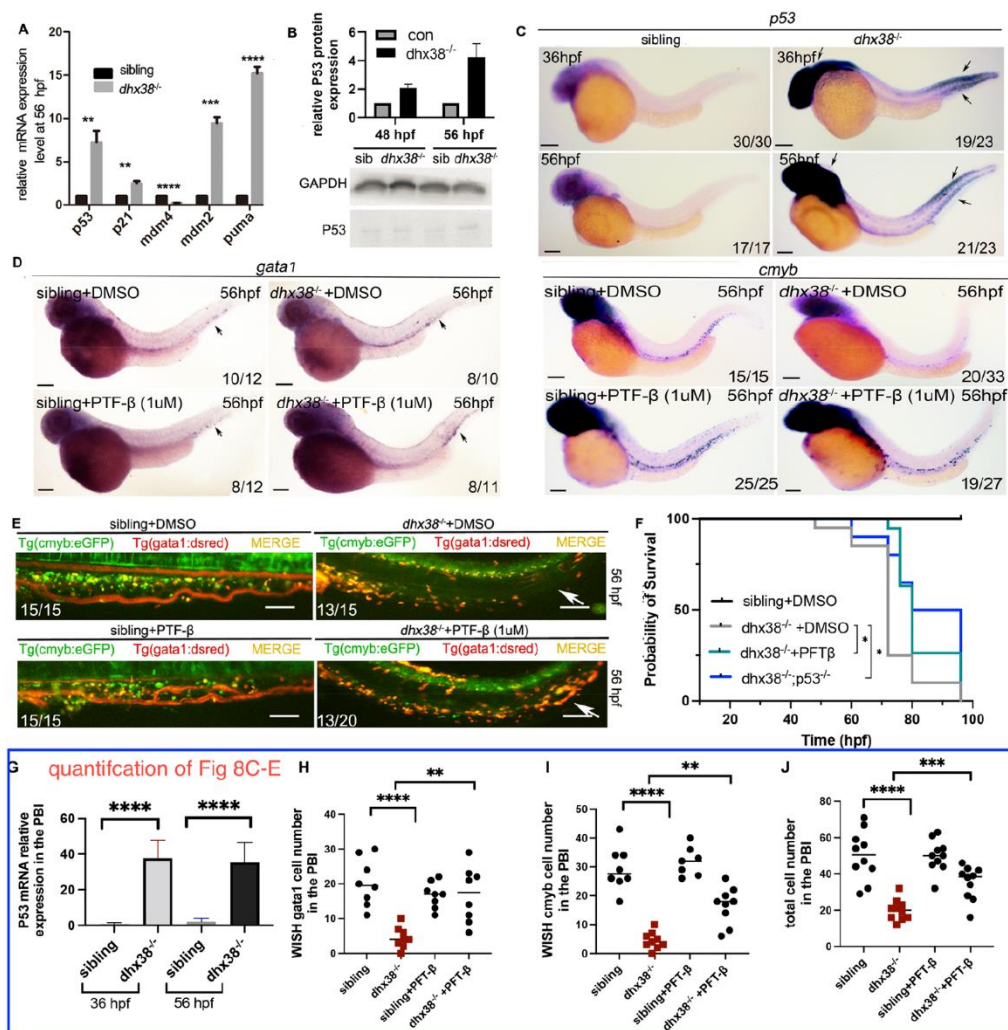 A
relative mRNA expression
level at 56 hpf
20
15
10
5
0
sibling
dhx38-/-
**
**
****
***
****
p53
p21
mdm4
mdm2
puma
B
relative P53 protein
expression
6
4
2
0
con
dhx38-/-
48 hpf
56 hpf
sib dhx38-/- sib dhx38-/-
GAPDH
P53
C
p53
sibling
dhx38-/-
36hpf
30/30
36hpf
19/23
56hpf
17/17
56hpf
21/23
D
gata1
sibling+DMSO 56hpf
10/12
dhx38-/-+DMSO 56hpf
8/10
sibling+PTF-β (1uM) 56hpf
8/12
dhx38-/-+PTF-β (1uM) 56hpf
8/11
cmyb
sibling+DMSO 56hpf
15/15
dhx38-/-+DMSO 56hpf
20/33
sibling+PTF-β (1uM) 56hpf
25/25
dhx38-/-+PTF-β (1uM) 56hpf
19/27
E
sibling+DMSO
Tg(cmyb:eGFP) Tg(gata1:dsred) MERGE
15/15
dhx38-/-+DMSO
Tg(cmyb:eGFP) Tg(gata1:dsred) MERGE
13/15
56 hpf
sibling+PTF-β
Tg(cmyb:eGFP) Tg(gata1:dsred) MERGE
15/15
dhx38-/-+PTF-β (1uM)
Tg(cmyb:eGFP) Tg(gata1:dsred) MERGE
13/20
56 hpf
F
Probability of Survival
100
50
0
sibling+DMSO
dhx38-/- +DMSO
dhx38-/-+PFTβ
dhx38-/-;p53-/-
*
*
20 40 60 80 100
Time (hpf)
G
quantifcation of Fig 8C-E
P53 mRNA relative
expression in the PBI
60
40
20
0
****
****
sibling
dhx38-/-
sibling
dhx38-/-
36 hpf
56 hpf
H
WISH gata1 cell number
in the PBI
40
30
20
10
0
****
**
sibling
dhx38-/-
sibling+PFT-β
dhx38-/-+PFT-β
I
WISH cmyb cell number
in the PBI
50
40
30
20
10
0
****
**
sibling
dhx38-/-
sibling+PFT-β
dhx38-/-+PFT-β
J
total cell number
in the PBI
80
60
40
20
0
****
***
sibling
dhx38-/-
sibling+PFT-β
dhx38-/-+PFT-β